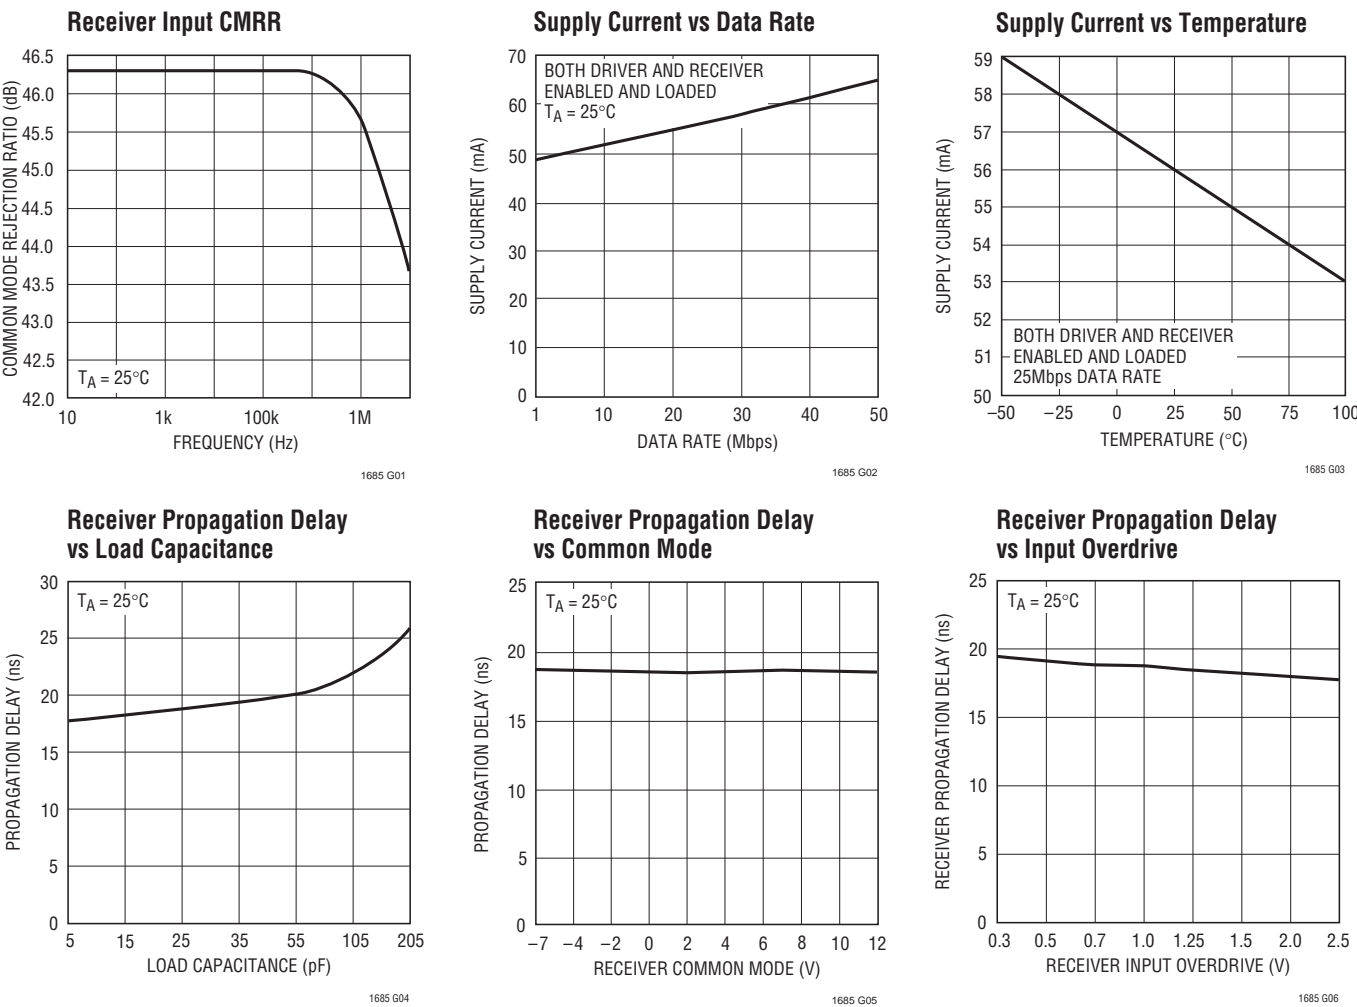 Receiver Input CMRR
COMMON MODE REJECTION RATIO (dB)
46.5
46.0
45.5
45.0
44.5
44.0
43.5
43.0
42.5
42.0
TA = 25°C
10
1k
100k
1M
FREQUENCY (Hz)
1685 G01
Supply Current vs Data Rate
SUPPLY CURRENT (mA)
70
60
50
40
30
20
10
0
BOTH DRIVER AND RECEIVER
ENABLED AND LOADED
TA = 25°C
1
10
20
30
40
50
DATA RATE (Mbps)
1685 G02
Supply Current vs Temperature
SUPPLY CURRENT (mA)
59
58
57
56
55
54
53
52
51
50
BOTH DRIVER AND RECEIVER
ENABLED AND LOADED
25Mbps DATA RATE
–50
–25
0
25
50
75
100
TEMPERATURE (°C)
1685 G03
Receiver Propagation Delay
vs Load Capacitance
PROPAGATION DELAY (ns)
30
25
20
15
10
5
0
TA = 25°C
5
15
25
35
55
105
205
LOAD CAPACITANCE (pF)
1685 G04
Receiver Propagation Delay
vs Common Mode
PROPAGATION DELAY (ns)
25
20
15
10
5
0
TA = 25°C
–7
–4
–2
0
2
4
6
8
10
12
RECEIVER COMMON MODE (V)
1685 G05
Receiver Propagation Delay
vs Input Overdrive
RECEIVER PROPAGATION DELAY (ns)
25
20
15
10
5
0
TA = 25°C
0.3
0.5
0.7
1.0
1.25
1.5
2.0
2.5
RECEIVER INPUT OVERDRIVE (V)
1685 G06